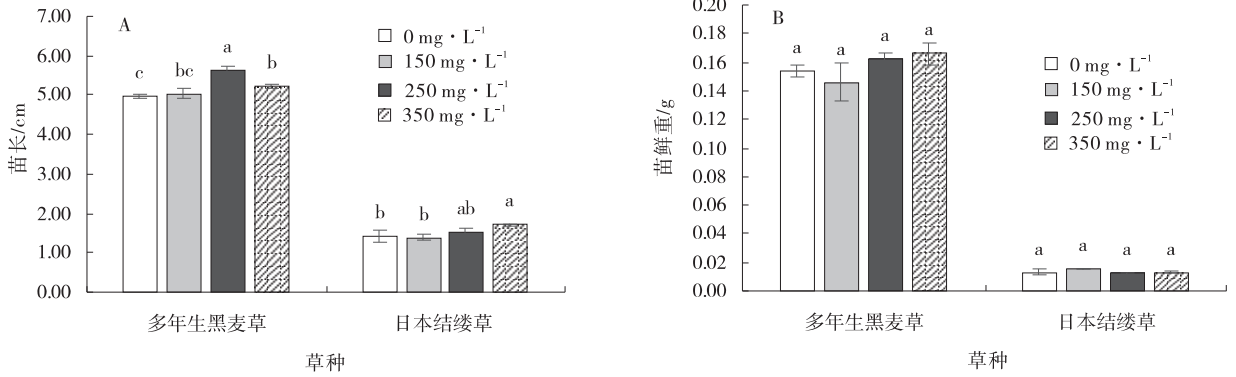 A
7.00
6.00
5.00
4.00
3.00
2.00
1.00
0.00
苗长/cm
c bc a b
b b ab a
0 mg · L⁻¹
150 mg · L⁻¹
250 mg · L⁻¹
350 mg · L⁻¹
多年生黑麦草 日本结缕草
草种
B
0.20
0.18
0.16
0.14
0.12
0.10
0.08
0.06
0.04
0.02
0.00
苗鲜重/g
a a a a
a a a a
0 mg · L⁻¹
150 mg · L⁻¹
250 mg · L⁻¹
350 mg · L⁻¹
多年生黑麦草 日本结缕草
草种